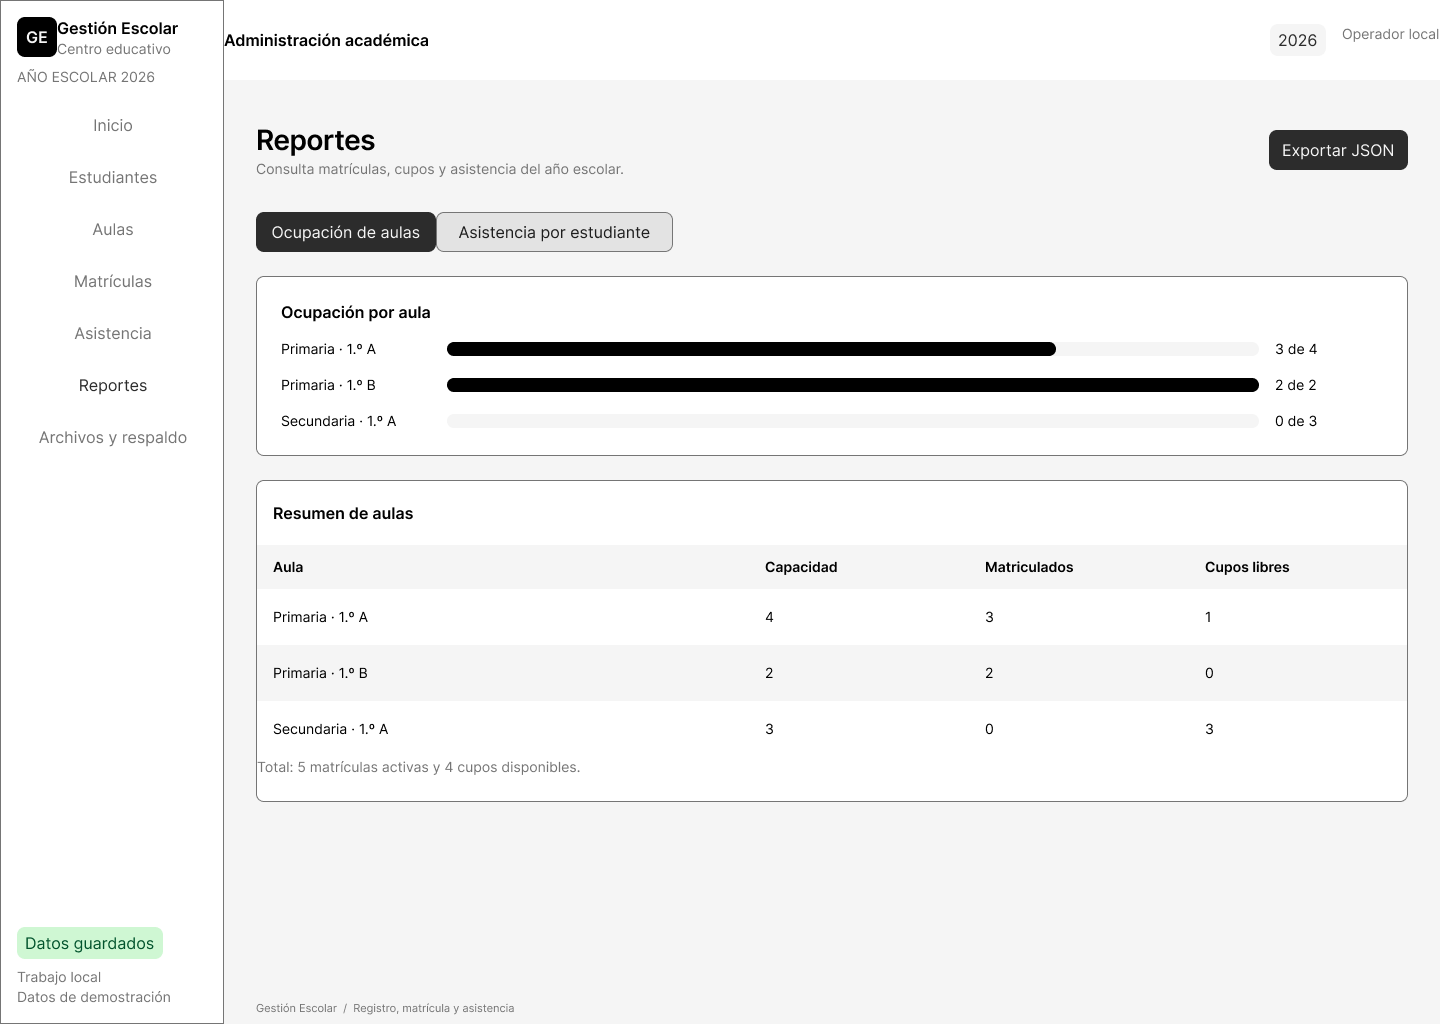 GE
Gestión Escolar
Centro educativo
AÑO ESCOLAR 2026
Inicio
Estudiantes
Aulas
Matrículas
Asistencia
Reportes
Archivos y respaldo
Datos guardados
Trabajo local
Datos de demostración
Administración académica
2026
Operador local
Reportes
Consulta matrículas, cupos y asistencia del año escolar.
Exportar JSON
Ocupación de aulas
Asistencia por estudiante
Ocupación por aula
Primaria · 1.º A 3 de 4
Primaria · 1.º B 2 de 2
Secundaria · 1.º A 0 de 3
Resumen de aulas
Aula Capacidad Matriculados Cupos libres
Primaria · 1.º A 4 3 1
Primaria · 1.º B 2 2 0
Secundaria · 1.º A 3 0 3
Total: 5 matrículas activas y 4 cupos disponibles.
Gestión Escolar / Registro, matrícula y asistencia